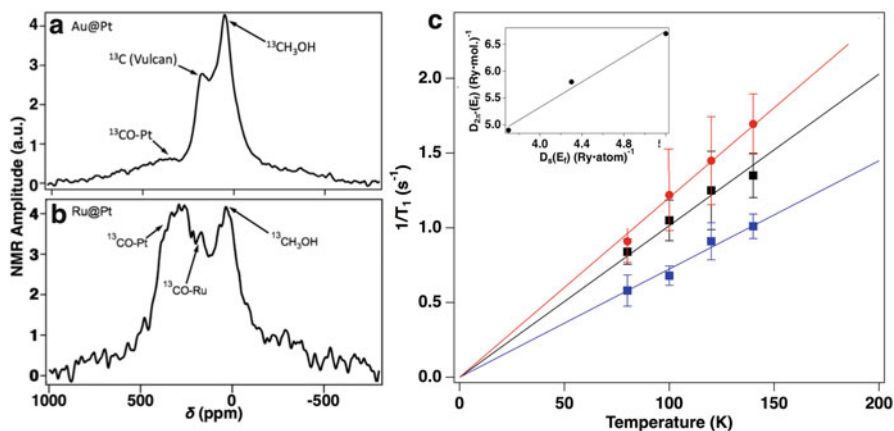 a Au@Pt
¹³CH₃OH
¹³C (Vulcan)
¹³CO-Pt
4
3
2
1
0
b Ru@Pt
¹³CO-Pt
¹³CO-Ru
¹³CH₃OH
4
3
2
1
0
NMR Amplitude (a.u.)
1000 500 0 -500
δ (ppm)
c
D₂π*(Ef) (Ry·mol.)⁻¹
6.5
6.0
5.5
5.0
4.0 4.4 4.8 5.2
Ds(Ef) (Ry·atom)⁻¹
1/T₁ (s⁻¹)
2.0
1.5
1.0
0.5
0.0
0 50 100 150 200
Temperature (K)